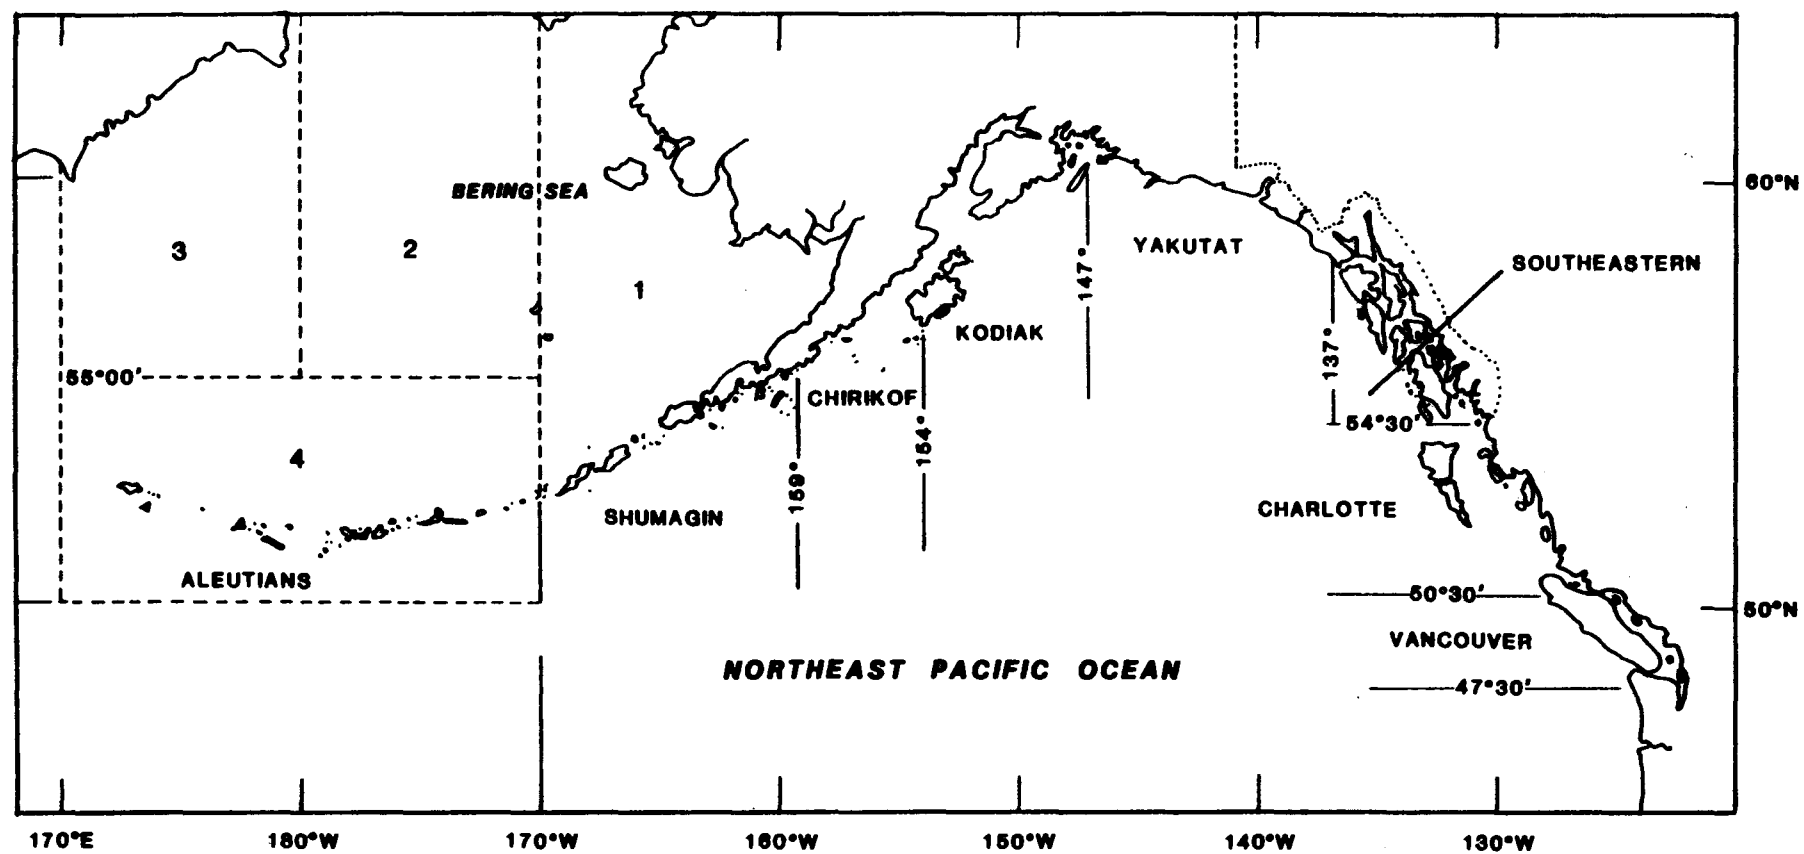 60°N
BERING SEA
3
2
1
147°
YAKUTAT
SOUTHEASTERN
KODIAK
137°
55°00'
CHIRIKOF
154°
54°30'
4
159°
SHUMAGIN
CHARLOTTE
ALEUTIANS
50°30'
50°N
VANCOUVER
NORTHEAST PACIFIC OCEAN
47°30'
170°E
180°W
170°W
160°W
150°W
140°W
130°W